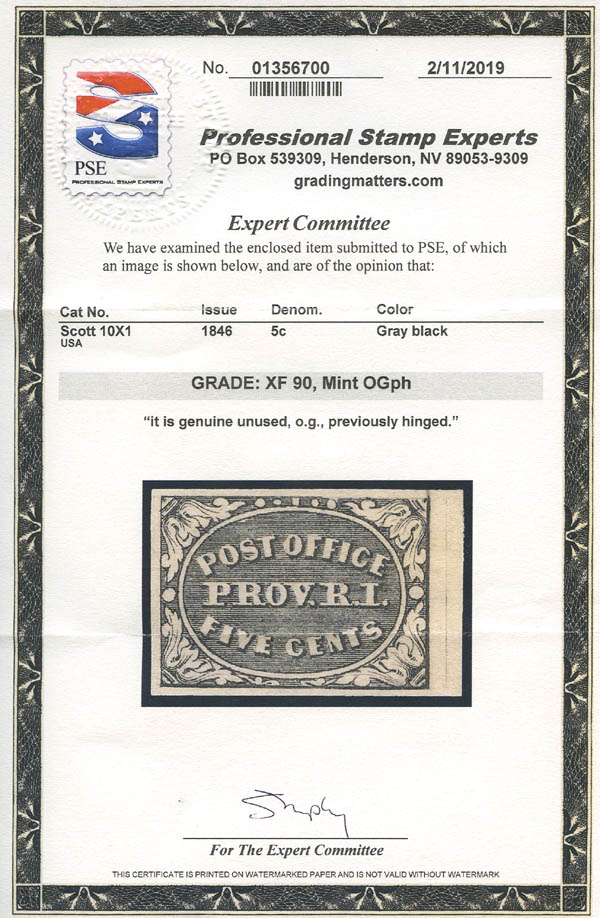 No. 01356700 2/11/2019
PSE
PROFESSIONAL STAMP EXPERTS
Professional Stamp Experts
PO Box 539309, Henderson, NV 89053-9309
gradingmatters.com
Expert Committee
We have examined the enclosed item submitted to PSE, of which
an image is shown below, and are of the opinion that:
Cat No. Issue Denom. Color
Scott 10X1 1846 5c Gray black
USA
GRADE: XF 90, Mint OGph
“it is genuine unused, o.g., previously hinged.”
POST OFFICE
PROV. R.I.
FIVE CENTS
For The Expert Committee
THIS CERTIFICATE IS PRINTED ON WATERMARKED PAPER AND IS NOT VALID WITHOUT WATERMARK